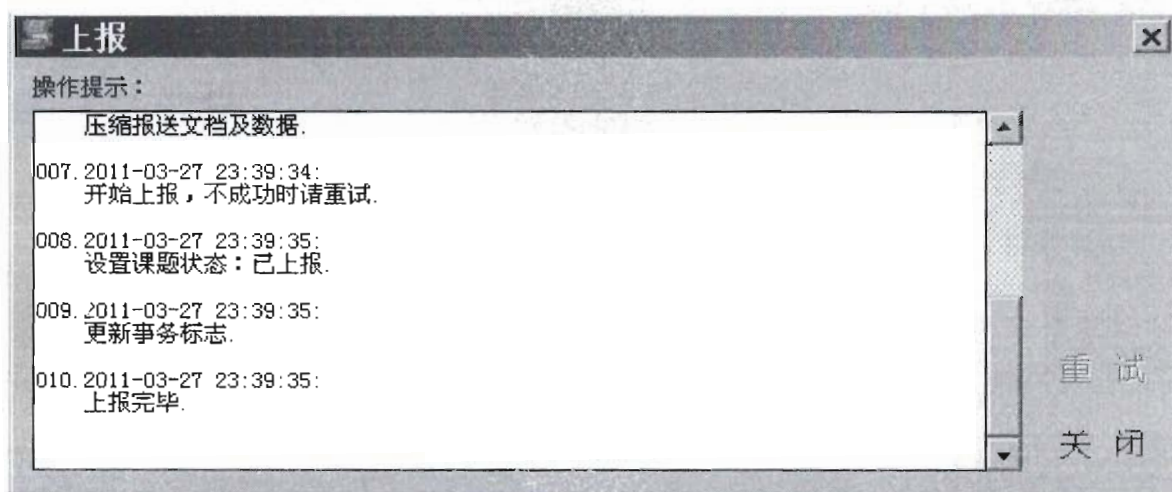 上报
操作提示：
压缩报送文档及数据.
007.2011-03-27 23:39:34:
开始上报，不成功时请重试.
008.2011-03-27 23:39:35:
设置课题状态：已上报.
009.2011-03-27 23:39:35:
更新事务标志.
010.2011-03-27 23:39:35:
上报完毕.
重 试
关 闭